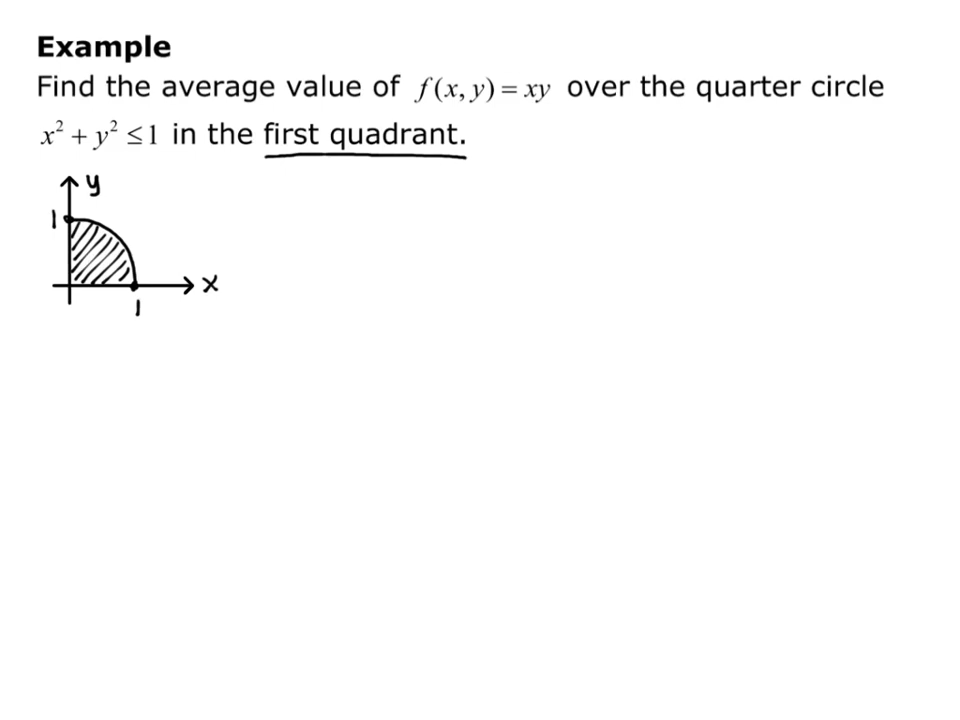 Example
Find the average value of f(x, y) = xy over the quarter circle
x² + y² ≤ 1 in the first quadrant.
y
1
x
1